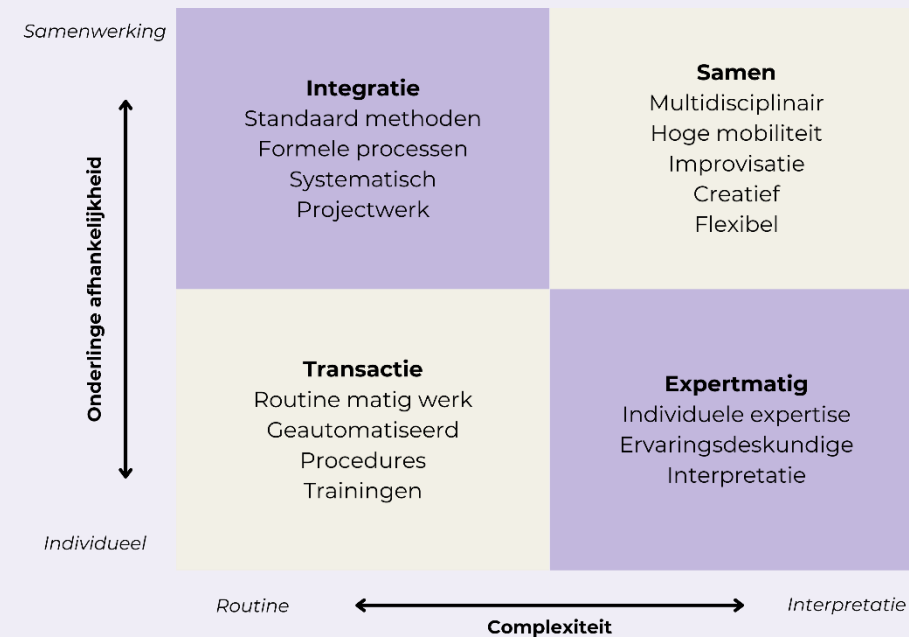 Samenwerking
Onderlinge afhankelijkheid
Individueel
Integratie
Standaard methoden
Formele processen
Systematisch
Projectwerk
Samen
Multidisciplinair
Hoge mobiliteit
Improvisatie
Creatief
Flexibel
Transactie
Routine matig werk
Geautomatiseerd
Procedures
Trainingen
Expertmatig
Individuele expertise
Ervaringsdeskundige
Interpretatie
Routine
Interpretatie
Complexiteit